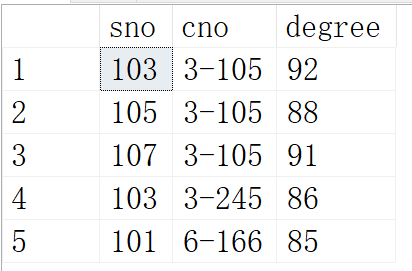 sno cno degree
1 103 3-105 92
2 105 3-105 88
3 107 3-105 91
4 103 3-245 86
5 101 6-166 85